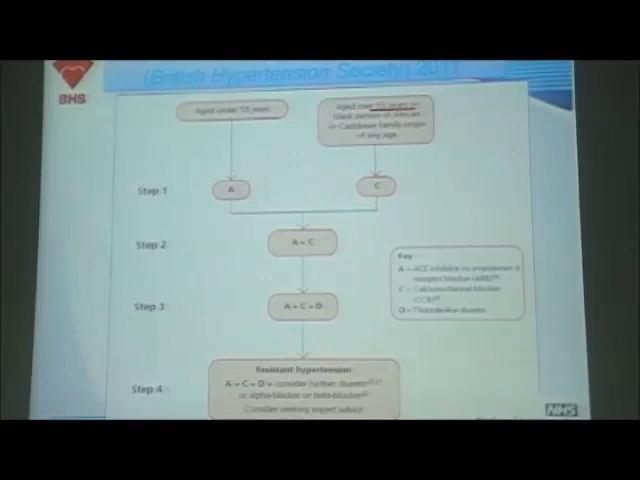 (British Hypertension Society) 2011
BHS
Aged under 55 years
Aged over 55 years or
black person of African
or Caribbean family origin
of any age
Step 1
A
C
Step 2
A + C
Key
A – ACE inhibitor or angiotensin II
receptor blocker (ARB)
C – Calcium-channel blocker
(CCB)
D – Thiazide-like diuretic
Step 3
A + C + D
Resistant hypertension
Step 4
A + C + D + consider further diuretic
or alpha-blocker or beta-blocker
Consider seeking expert advice
NHS